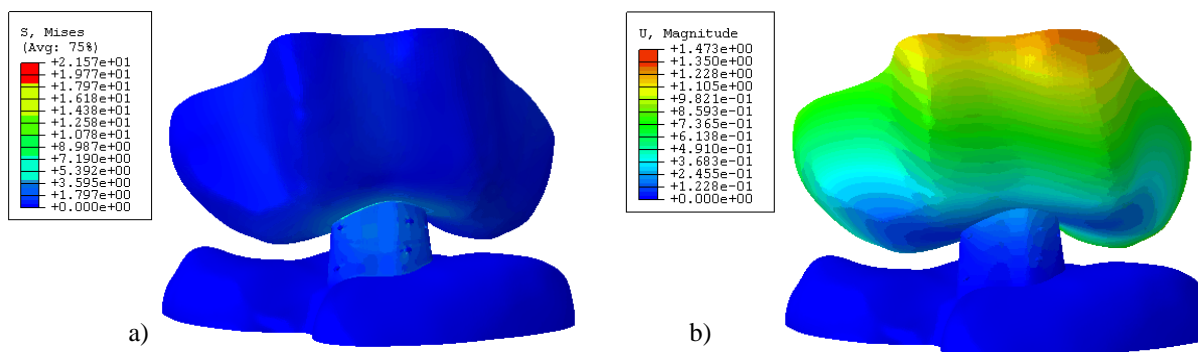 S, Mises
(Avg: 75%)
+2.157e+01
+1.977e+01
+1.797e+01
+1.618e+01
+1.438e+01
+1.258e+01
+1.078e+01
+8.987e+00
+7.190e+00
+5.392e+00
+3.595e+00
+1.797e+00
+0.000e+00
a)
U, Magnitude
+1.473e+00
+1.350e+00
+1.228e+00
+1.105e+00
+9.821e-01
+8.593e-01
+7.365e-01
+6.138e-01
+4.910e-01
+3.683e-01
+2.455e-01
+1.228e-01
+0.000e+00
b)